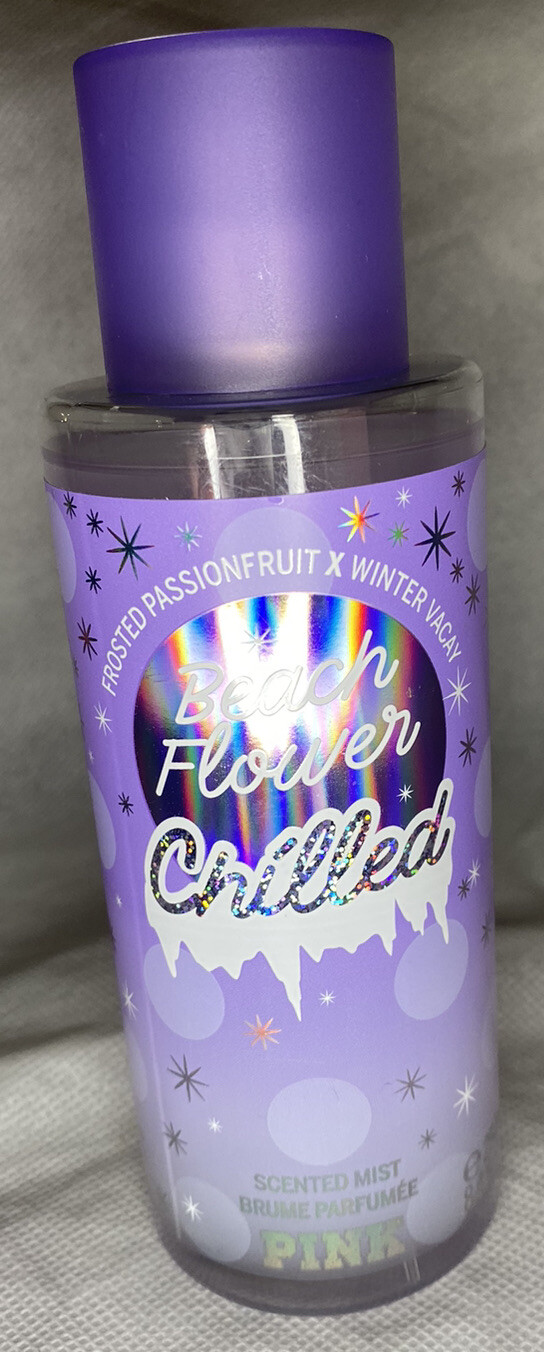 FROSTED PASSIONFRUIT X WINTER VACAY
Beach
Flower
Chilled
SCENTED MIST
BRUME PARFUMÉE
PINK